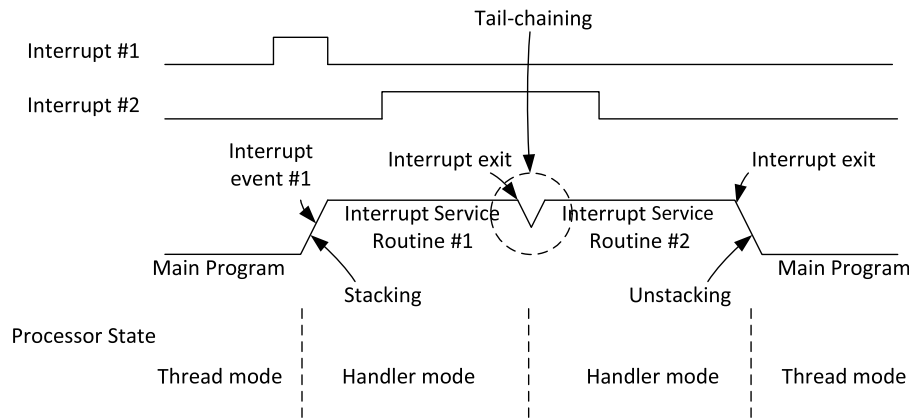 Tail-chaining
Interrupt #1
Interrupt #2
Interrupt
event #1
Interrupt exit
Interrupt exit
Interrupt Service
Routine #1
Interrupt Service
Routine #2
Main Program
Main Program
Stacking
Unstacking
Processor State
Thread mode
Handler mode
Handler mode
Thread mode